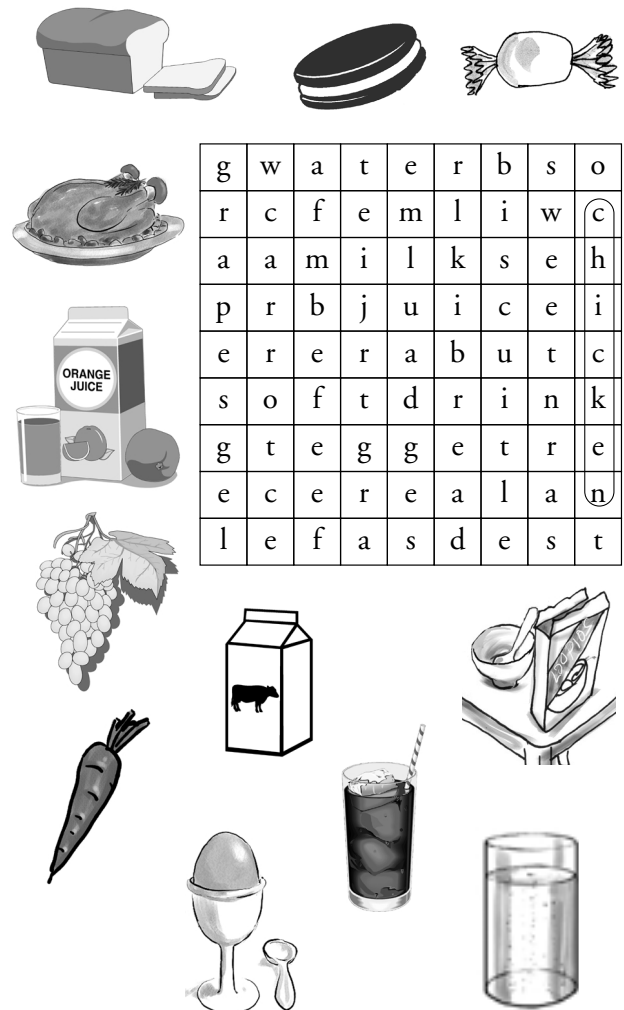 g w a t e r b s o
r c f e m l i w c
a a m i l k s e h
p r b j u i c e i
e r e r a b u t c
s o f t d r i n k
g t e g g e t r e
e c e r e a l a n
l e f a s d e s t
ORANGE
JUICE